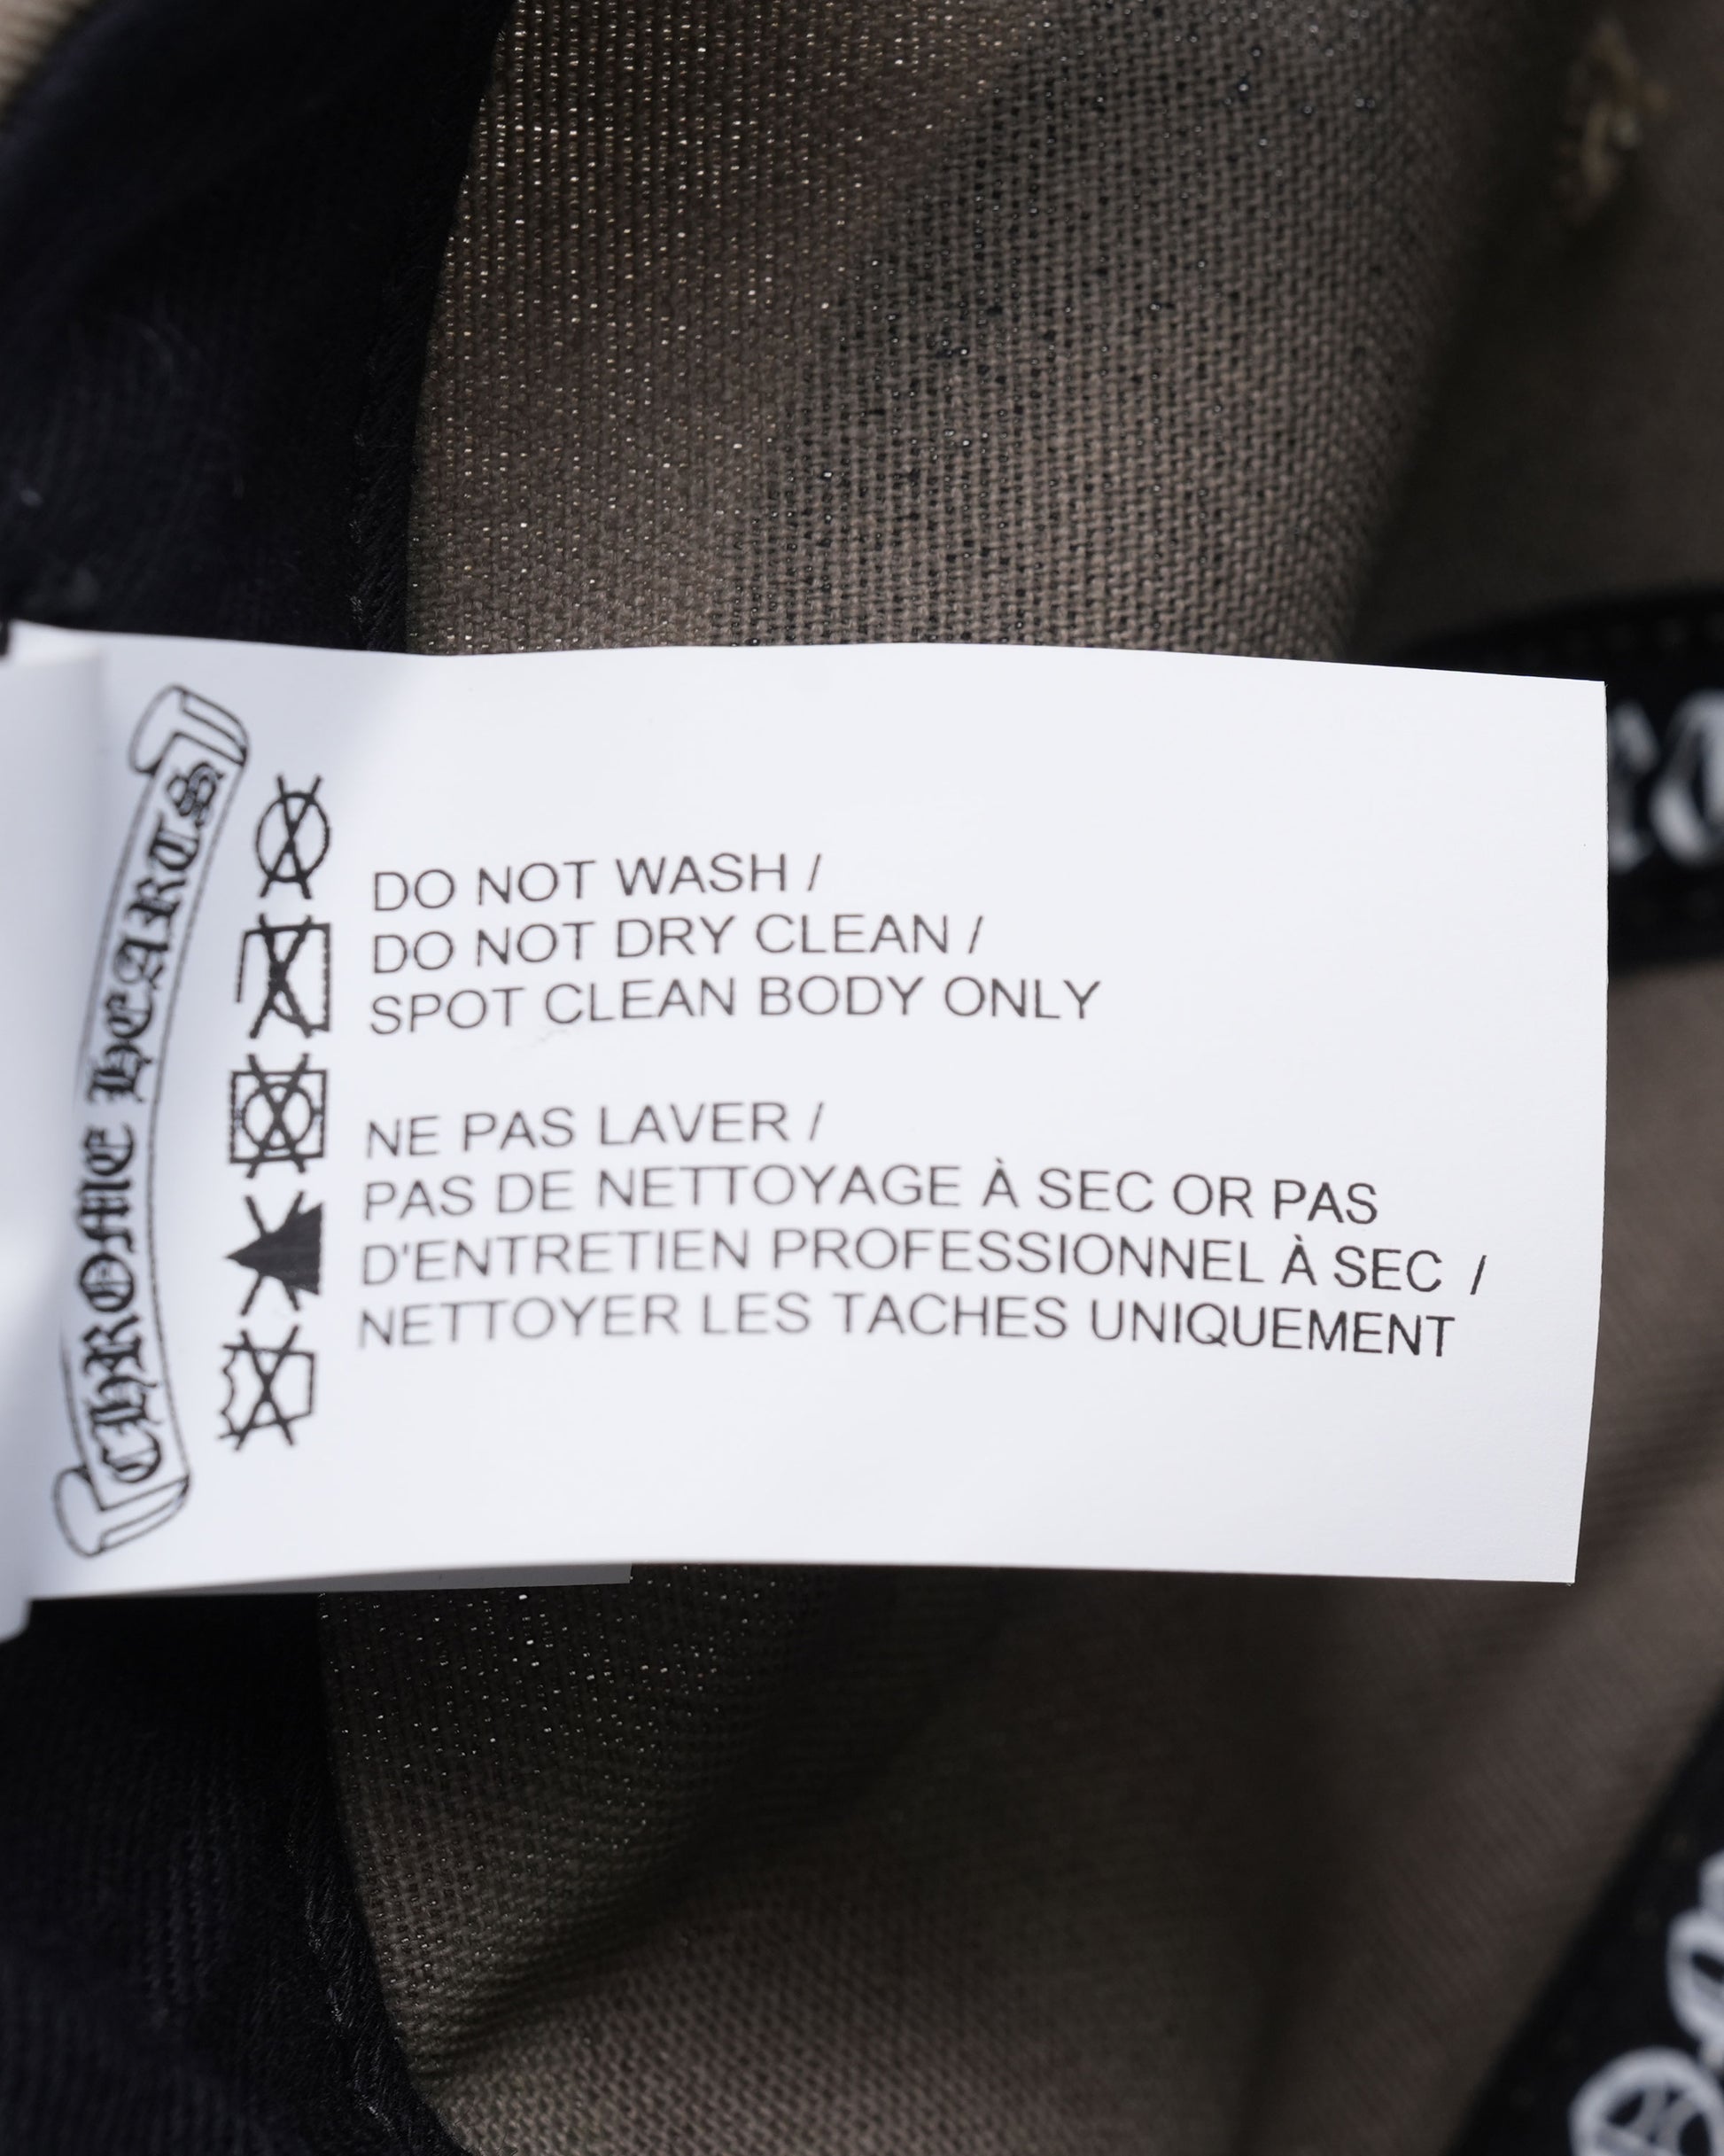 CHROME HEARTS
DO NOT WASH /
DO NOT DRY CLEAN /
SPOT CLEAN BODY ONLY
NE PAS LAVER /
PAS DE NETTOYAGE À SEC OR PAS
D'ENTRETIEN PROFESSIONNEL À SEC /
NETTOYER LES TACHES UNIQUEMENT